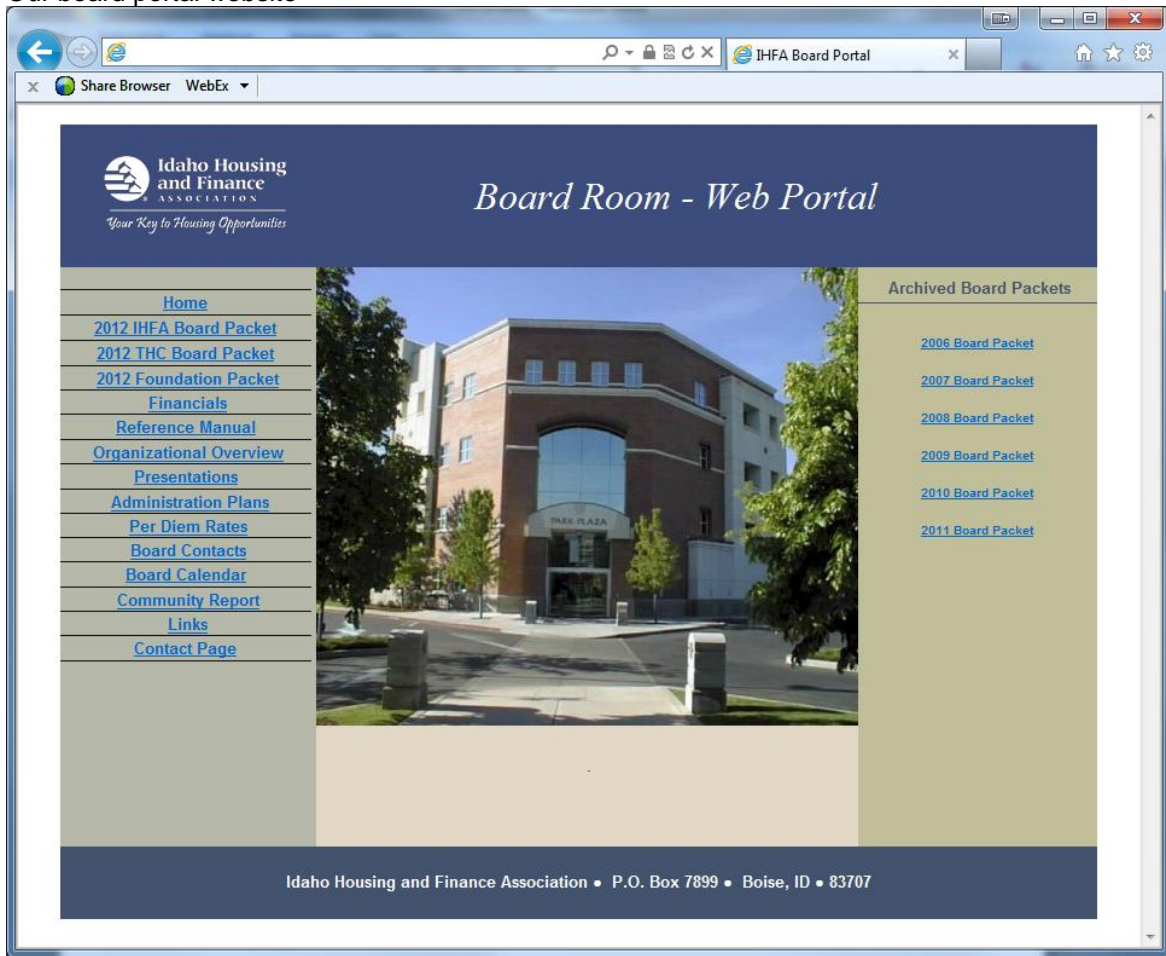 Our board portal website
IHFA Board Portal
Share Browser WebEx
Idaho Housing
and Finance
ASSOCIATION
Your Key to Housing Opportunities
Board Room - Web Portal
Home
2012 IHFA Board Packet
2012 THC Board Packet
2012 Foundation Packet
Financials
Reference Manual
Organizational Overview
Presentations
Administration Plans
Per Diem Rates
Board Contacts
Board Calendar
Community Report
Links
Contact Page
PARK PLAZA
Archived Board Packets
2006 Board Packet
2007 Board Packet
2008 Board Packet
2009 Board Packet
2010 Board Packet
2011 Board Packet
Idaho Housing and Finance Association ● P.O. Box 7899 ● Boise, ID ● 83707